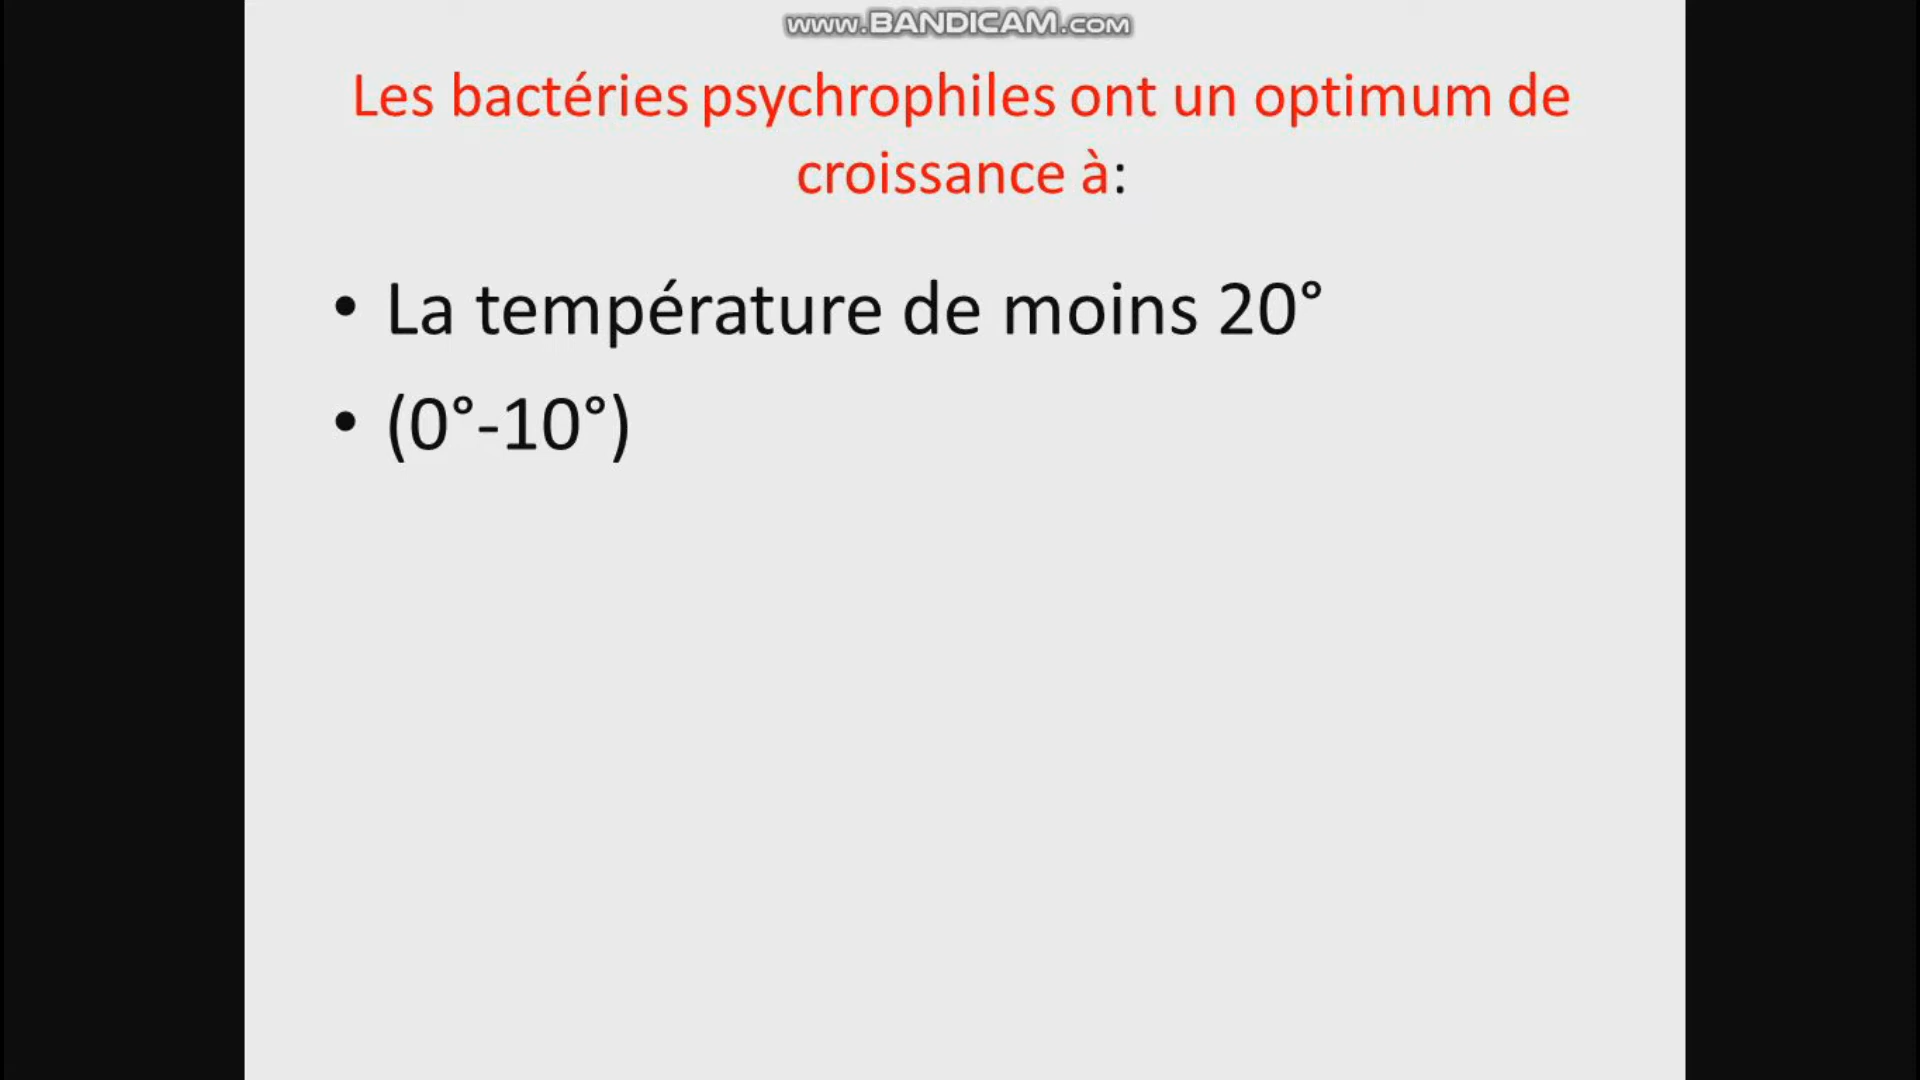 www.BANDICAM.com
Les bactéries psychrophiles ont un optimum de
croissance à:
• La température de moins 20°
• (0°-10°)